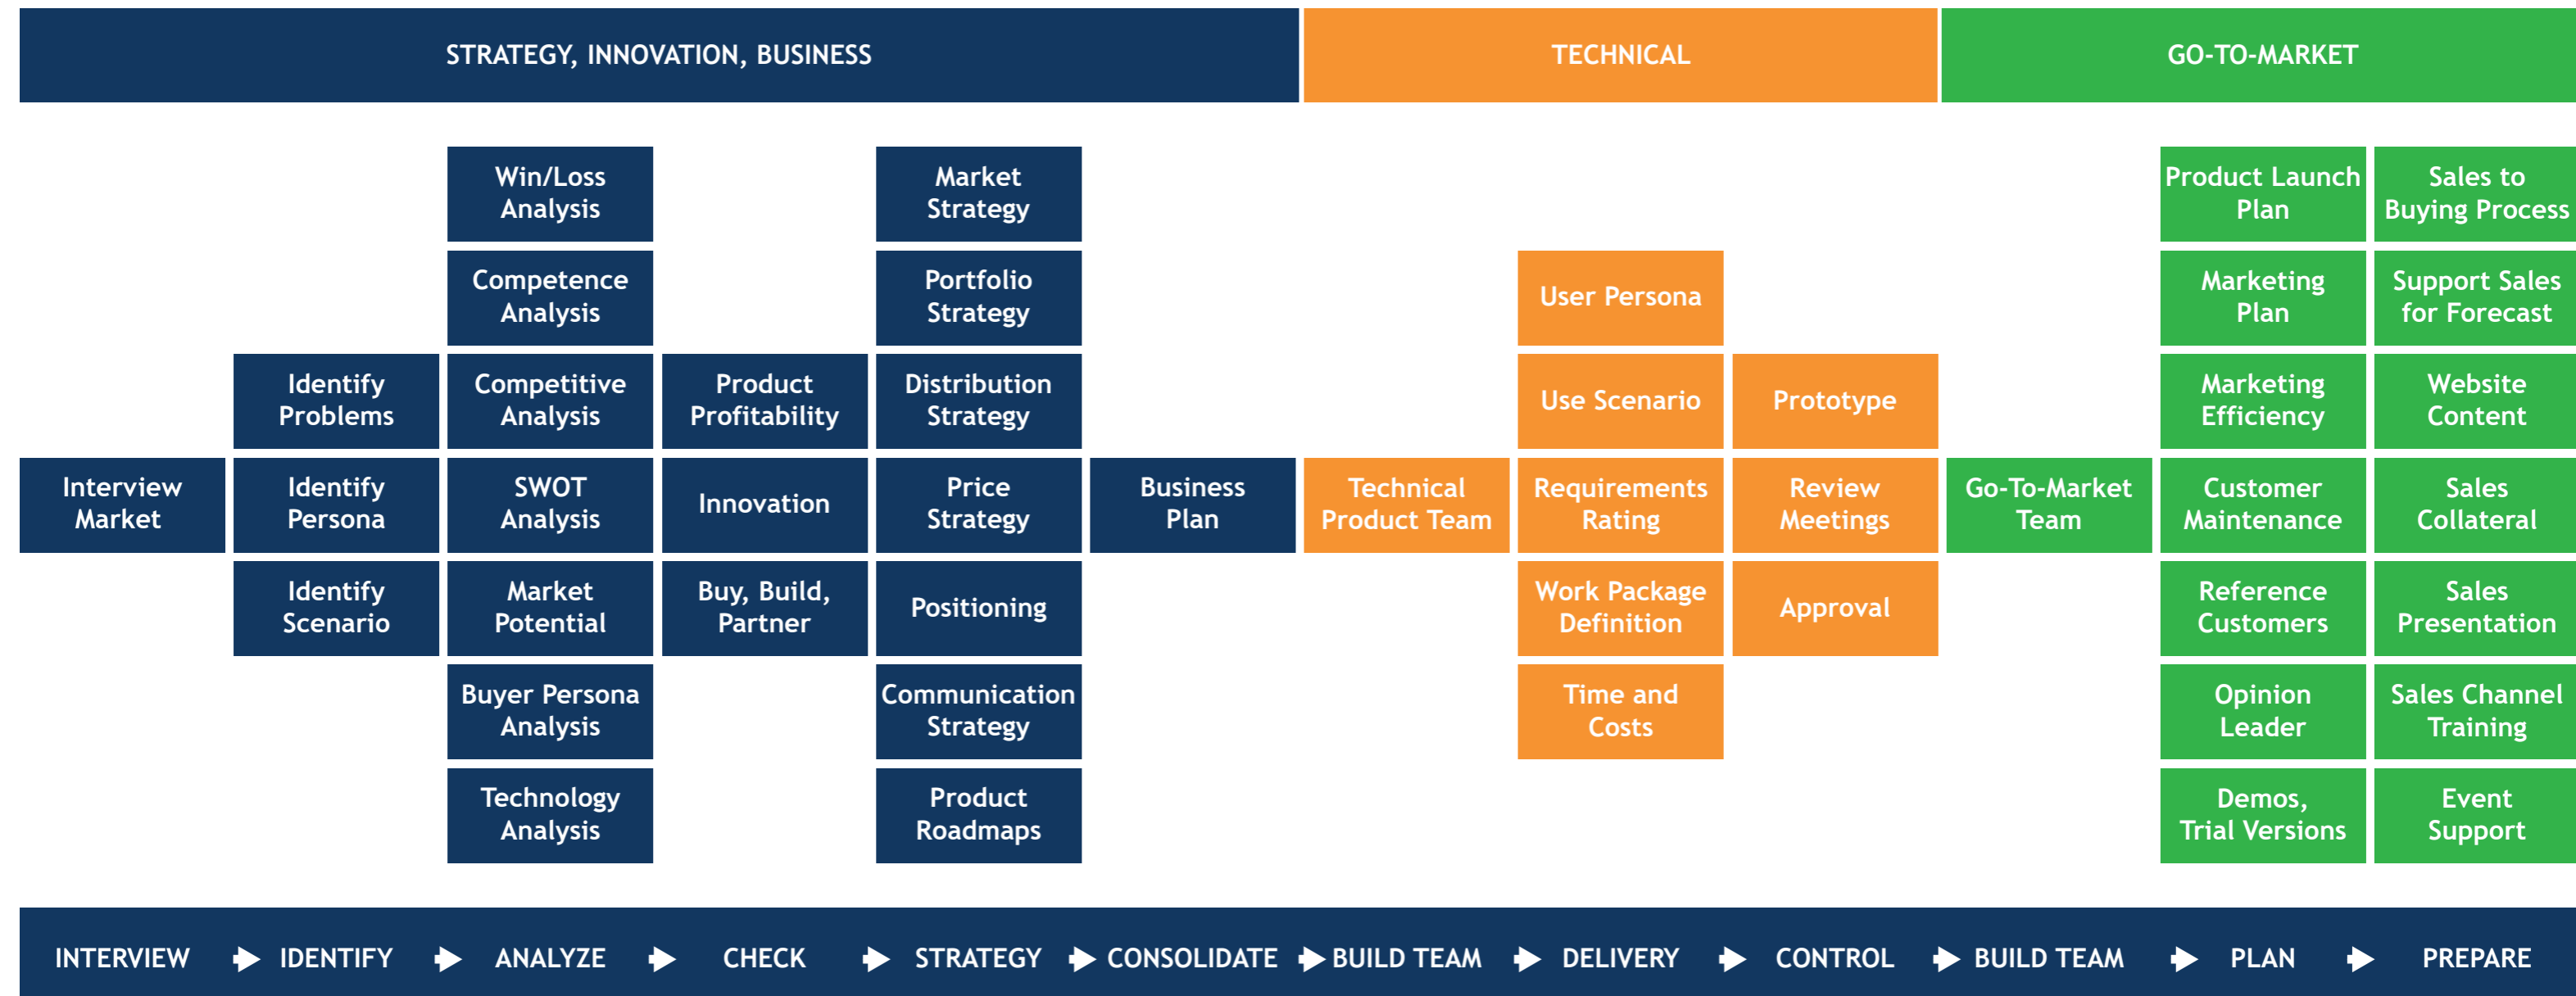 STRATEGY, INNOVATION, BUSINESS
TECHNICAL
GO-TO-MARKET
Interview
Market
Identify
Problems
Identify
Persona
Identify
Scenario
Win/Loss
Analysis
Competence
Analysis
Competitive
Analysis
SWOT
Analysis
Market
Potential
Buyer Persona
Analysis
Technology
Analysis
Product
Profitability
Innovation
Buy, Build,
Partner
Market
Strategy
Portfolio
Strategy
Distribution
Strategy
Price
Strategy
Positioning
Communication
Strategy
Product
Roadmaps
Business
Plan
Technical
Product Team
User Persona
Use Scenario
Requirements
Rating
Work Package
Definition
Time and
Costs
Prototype
Review
Meetings
Approval
Go-To-Market
Team
Product Launch
Plan
Marketing
Plan
Marketing
Efficiency
Customer
Maintenance
Reference
Customers
Opinion
Leader
Demos,
Trial Versions
Sales to
Buying Process
Support Sales
for Forecast
Website
Content
Sales
Collateral
Sales
Presentation
Sales Channel
Training
Event
Support
INTERVIEW
IDENTIFY
ANALYZE
CHECK
STRATEGY
CONSOLIDATE
BUILD TEAM
DELIVERY
CONTROL
BUILD TEAM
PLAN
PREPARE